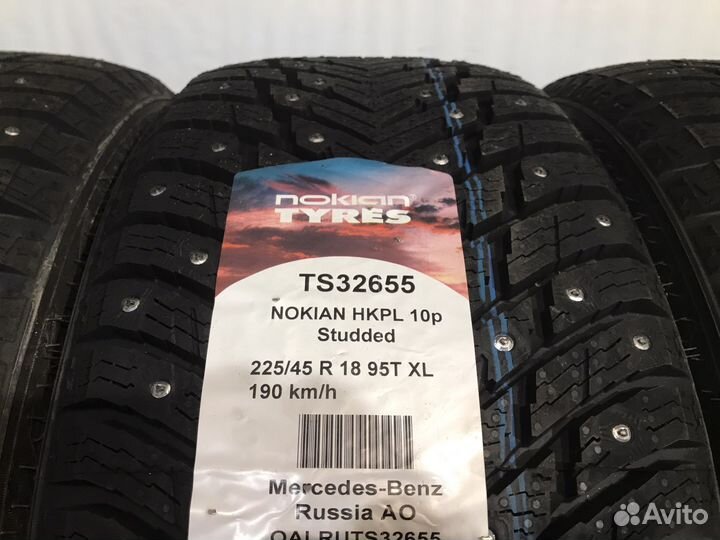 nokian
TYRES
TS32655
NOKIAN HKPL 10p
Studded
225/45 R 18 95T XL
190 km/h
Mercedes-Benz
Russia AO
OALRUTS32655
Avito